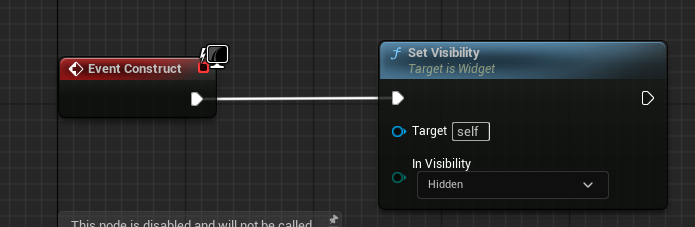 Event Construct
Set Visibility
Target is Widget
Target self
In Visibility
Hidden
This node is disabled and will not be called